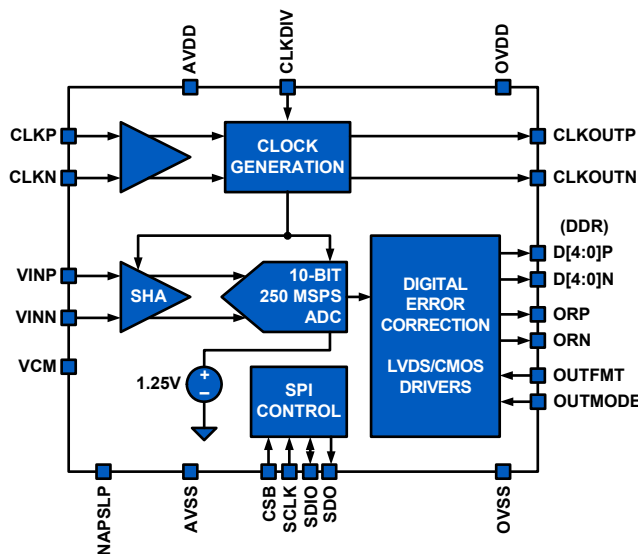 AVDD
CLKDIV
OVDD
CLKP
CLKN
CLOCK
GENERATION
CLKOUTP
CLKOUTN
(DDR)
VINP
VINN
VCM
SHA
10-BIT
250 MSPS
ADC
1.25V
+
−
SPI
CONTROL
DIGITAL
ERROR
CORRECTION
LVDS/CMOS
DRIVERS
D[4:0]P
D[4:0]N
ORP
ORN
OUTFMT
OUTMODE
NAPSLP
AVSS
CSB
SCLK
SDIO
SDO
OVSS